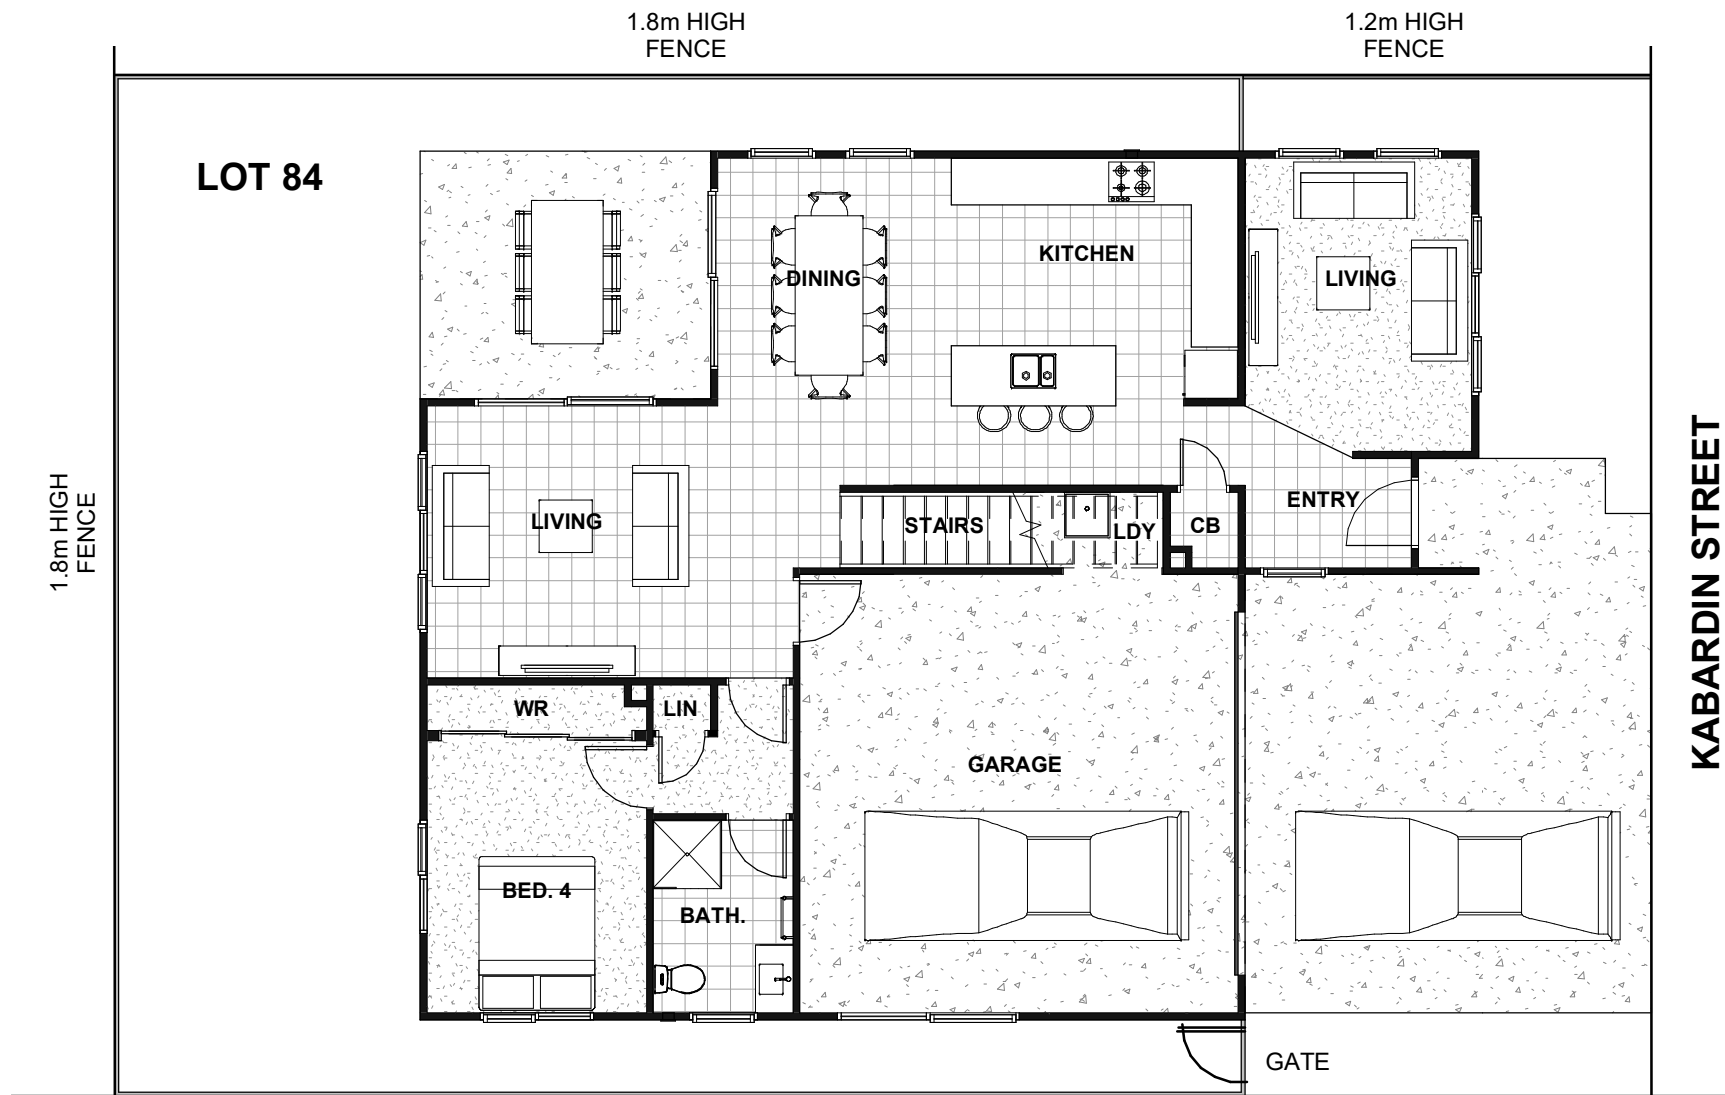 1.8m HIGH
FENCE
1.2m HIGH
FENCE
LOT 84
KITCHEN
DINING
LIVING
KABARDIN STREET
1.8m HIGH
FENCE
LIVING
STAIRS
LDY
CB
ENTRY
WR
LIN
GARAGE
BED. 4
BATH.
GATE